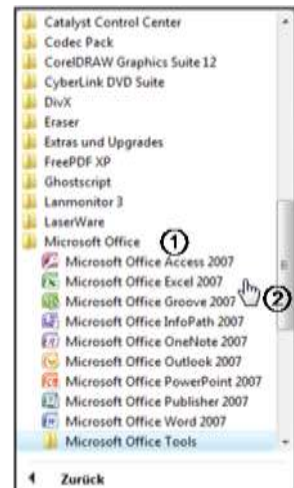 Catalyst Control Center
Codec Pack
CorelDRAW Graphics Suite 12
CyberLink DVD Suite
DivX
Eraser
Extras und Upgrades
FreePDF XP
Ghostscript
Lanmonitor 3
LaserWare
Microsoft Office 1
Microsoft Office Access 2007
Microsoft Office Excel 2007
Microsoft Office Groove 2007 2
Microsoft Office InfoPath 2007
Microsoft Office OneNote 2007
Microsoft Office Outlook 2007
Microsoft Office PowerPoint 2007
Microsoft Office Publisher 2007
Microsoft Office Word 2007
Microsoft Office Tools
Zurück